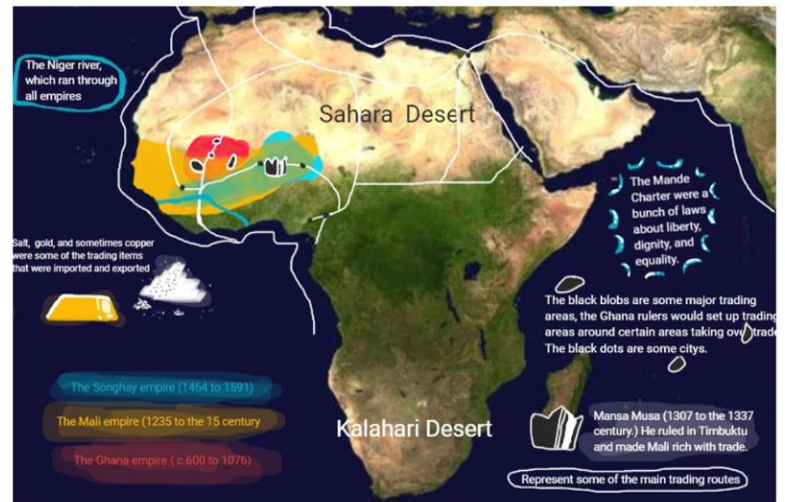 The Niger river,
which ran through
all empires
Sahara Desert
The Mande
Charter were a
bunch of laws
about liberty,
dignity, and
equality.
Salt, gold, and sometimes copper
were some of the trading items
that were imported and exported
The black blobs are some major trading
areas, the Ghana rulers would set up trading
areas around certain areas taking over trade
The black dots are some citys.
The Songhay empire (1464 to 1591)
The Mali empire (1235 to the 15 century
The Ghana empire ( c.600 to 1076)
Kalahari Desert
Mansa Musa (1307 to the 1337
century.) He ruled in Timbuktu
and made Mali rich with trade.
Represent some of the main trading routes